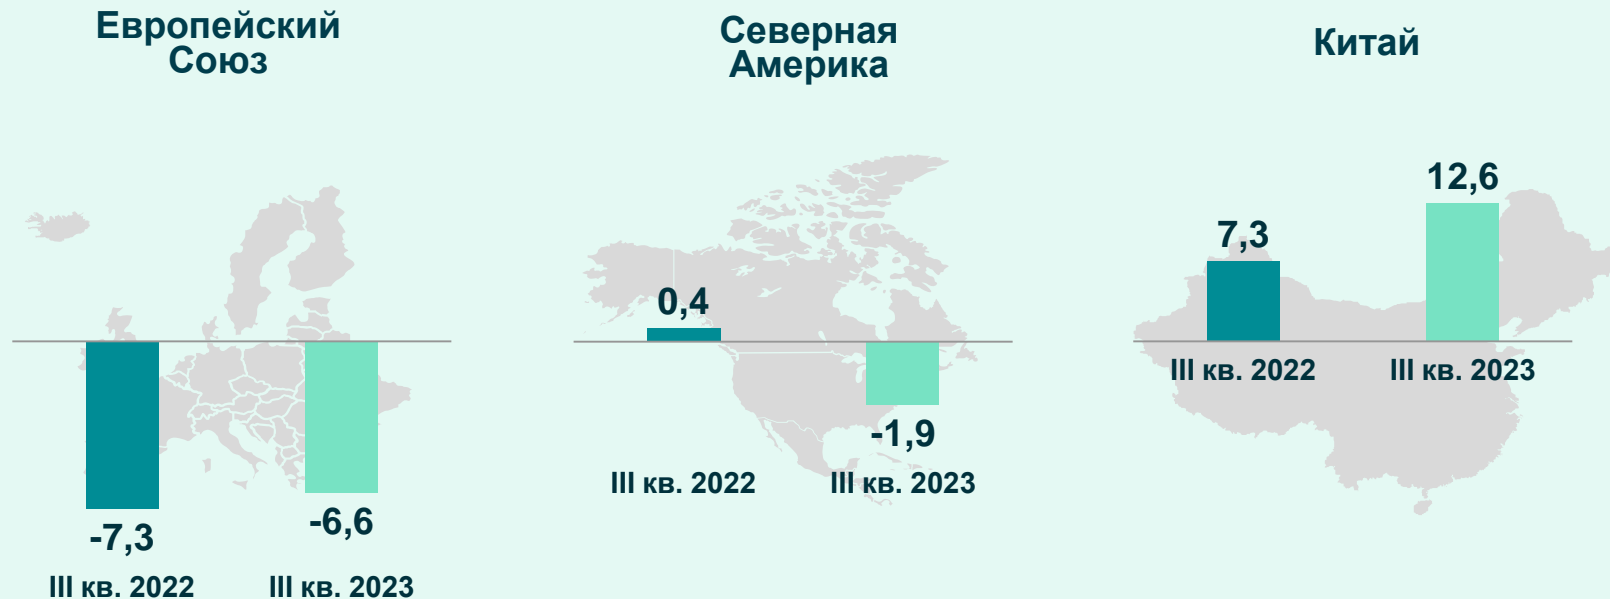 Европейский
Союз
-7,3
-6,6
III кв. 2022
III кв. 2023
Северная
Америка
0,4
-1,9
III кв. 2022
III кв. 2023
Китай
7,3
12,6
III кв. 2022
III кв. 2023